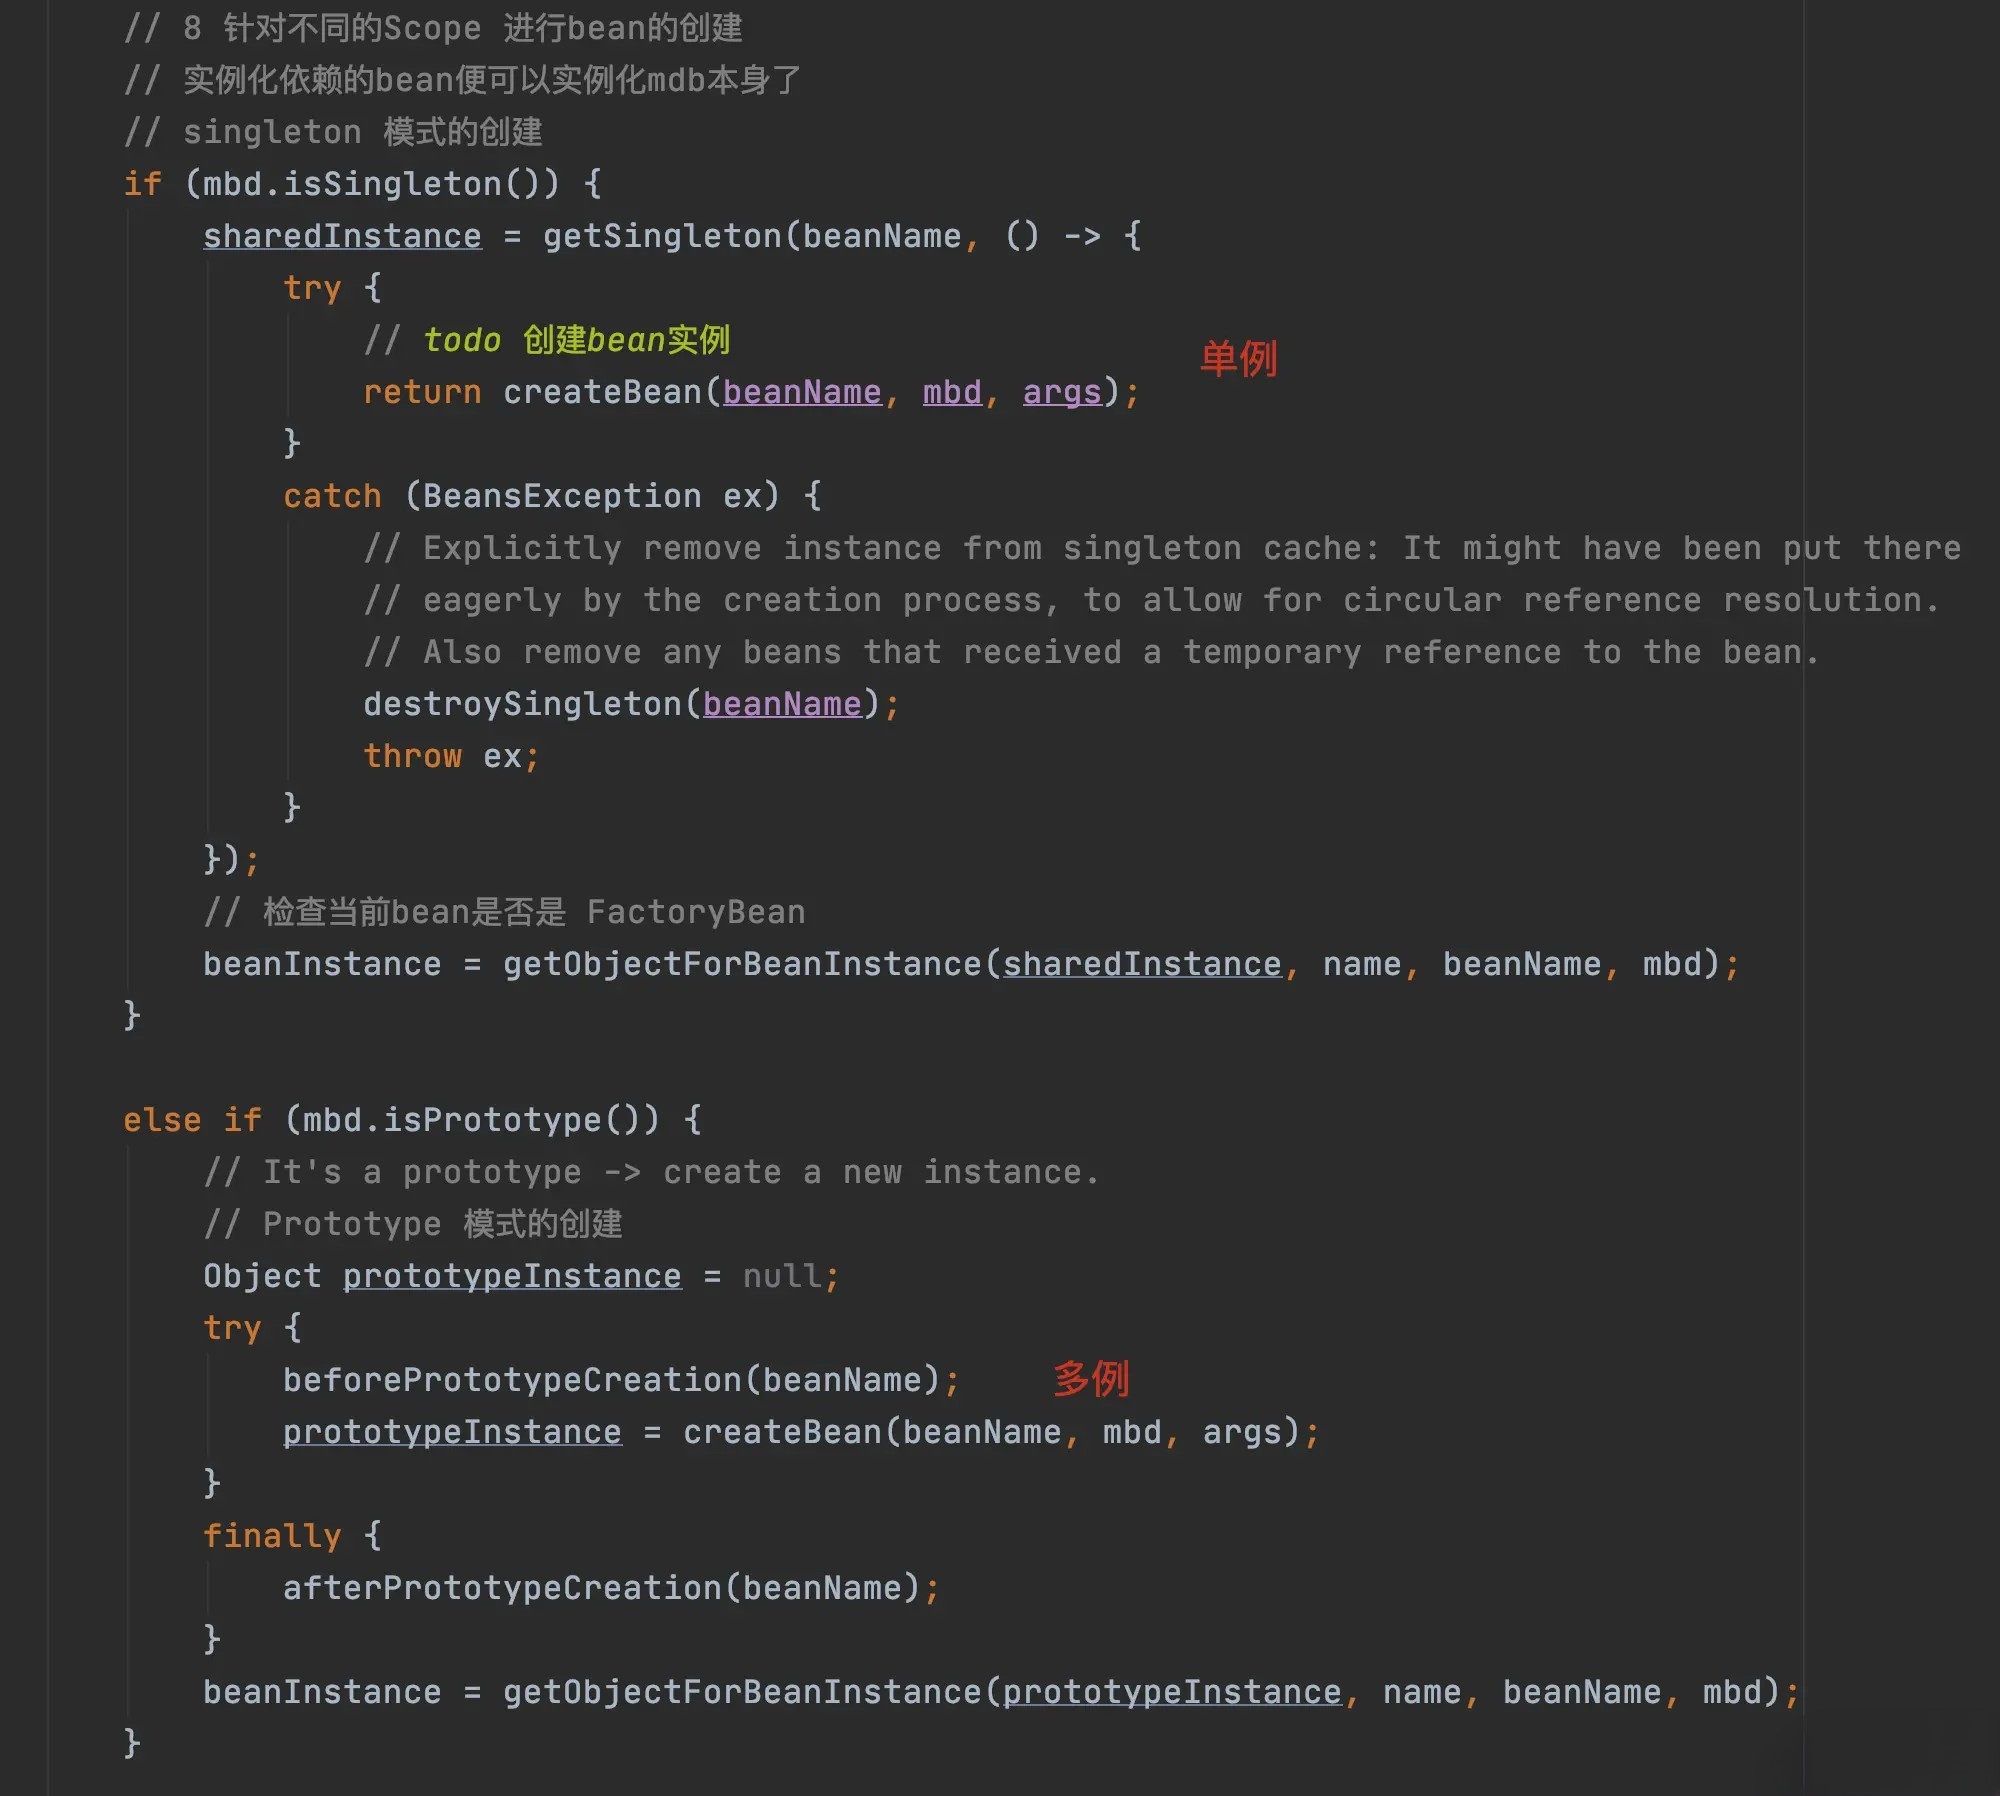 // 8 针对不同的Scope 进行bean的创建
// 实例化依赖的bean便可以实例化mdb本身了
// singleton 模式的创建
if (mbd.isSingleton()) {
sharedInstance = getSingleton(beanName, () -> {
try {
// todo 创建bean实例
单例
return createBean(beanName, mbd, args);
}
catch (BeansException ex) {
// Explicitly remove instance from singleton cache: It might have been put there
// eagerly by the creation process, to allow for circular reference resolution.
// Also remove any beans that received a temporary reference to the bean.
destroySingleton(beanName);
throw ex;
}
});
// 检查当前bean是否是 FactoryBean
beanInstance = getObjectForBeanInstance(sharedInstance, name, beanName, mbd);
}
else if (mbd.isPrototype()) {
// It's a prototype -> create a new instance.
// Prototype 模式的创建
Object prototypeInstance = null;
try {
beforePrototypeCreation(beanName);
多例
prototypeInstance = createBean(beanName, mbd, args);
}
finally {
afterPrototypeCreation(beanName);
}
beanInstance = getObjectForBeanInstance(prototypeInstance, name, beanName, mbd);
}